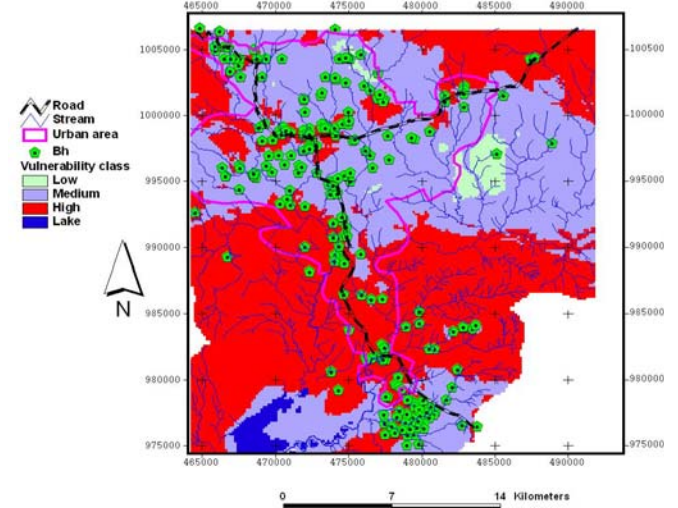 465000 470000 475000 480000 485000 490000
1005000 1005000
1000000 1000000
995000 995000
990000 990000
985000 985000
980000 980000
975000 975000
465000 470000 475000 480000 485000 490000
Road
Stream
Urban area
Bh
Vulnerability class
Low
Medium
High
Lake
N
0 7 14 Kilometers